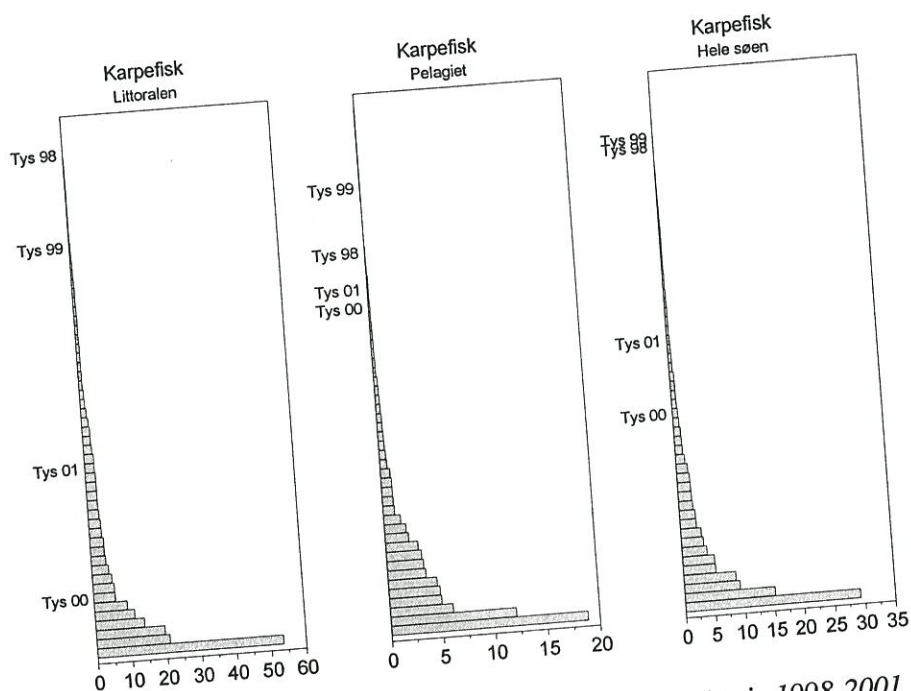 Karpefisk
Littoralen
Tys 98
Tys 99
Tys 01
Tys 00
0 10 20 30 40 50 60
Karpefisk
Pelagiet
Tys 99
Tys 98
Tys 01
Tys 00
0 5 10 15 20
Karpefisk
Hele søen
Tys 99
Tys 98
Tys 01
Tys 00
0 5 10 15 20 25 30 35
1998-2001